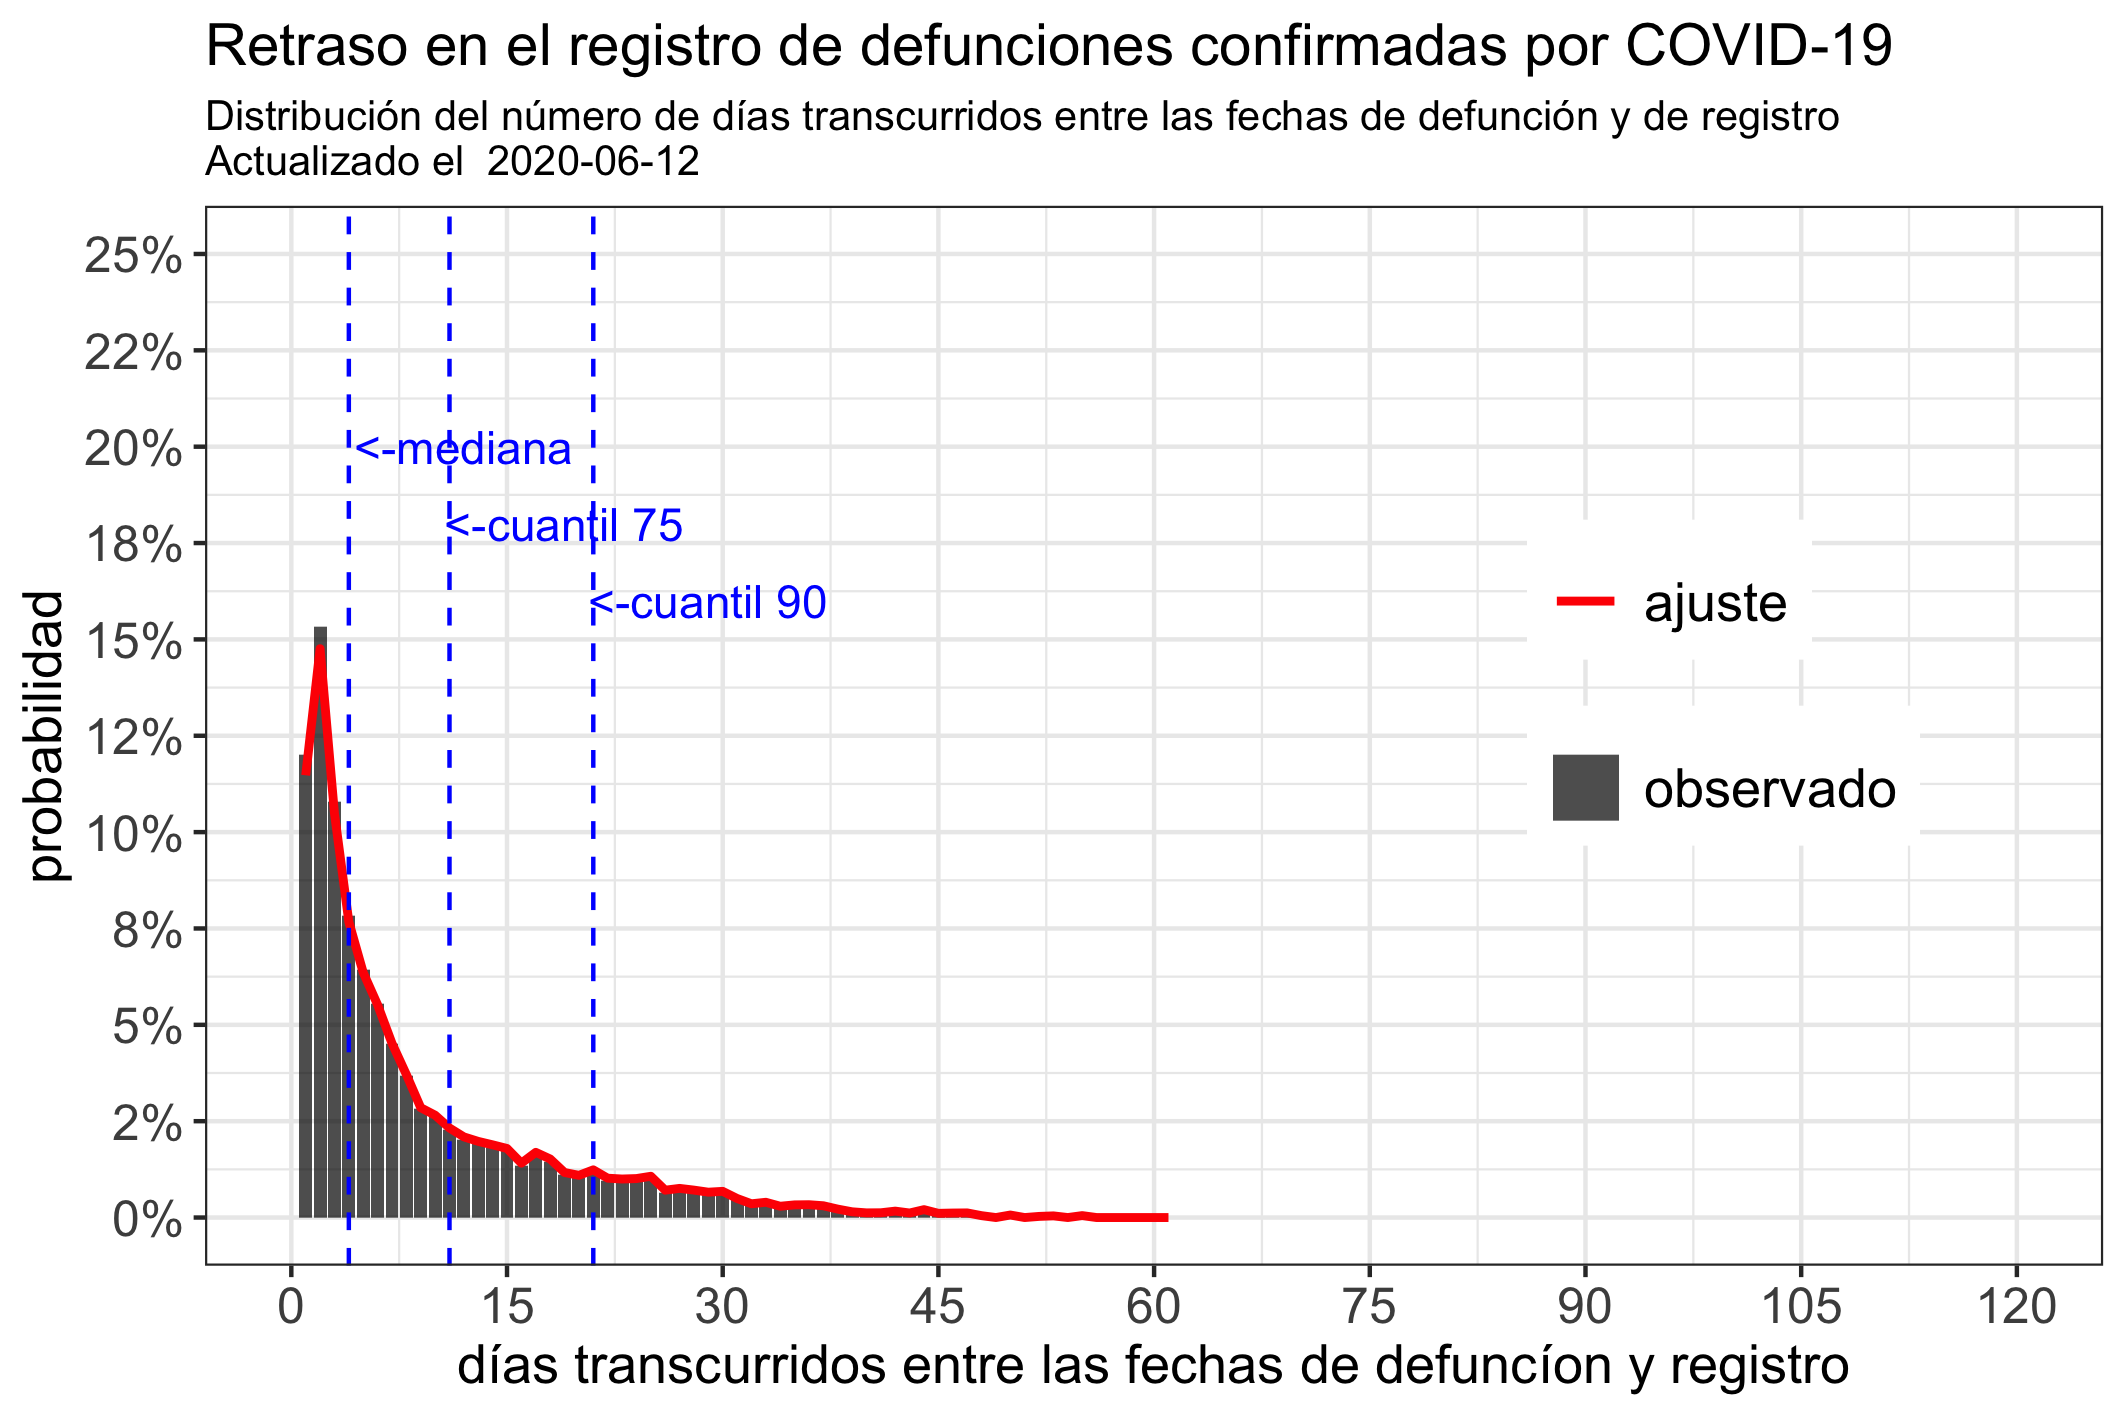 Retraso en el registro de defunciones confirmadas por COVID-19
Distribución del número de días transcurridos entre las fechas de defunción y de registro
Actualizado el  2020-06-12
25%
22%
20%
18%
15%
12%
10%
8%
5%
2%
0%
probabilidad
<-mediana
<-cuantil 75
<-cuantil 90
ajuste
observado
0 15 30 45 60 75 90 105 120
días transcurridos entre las fechas de defuncíon y registro